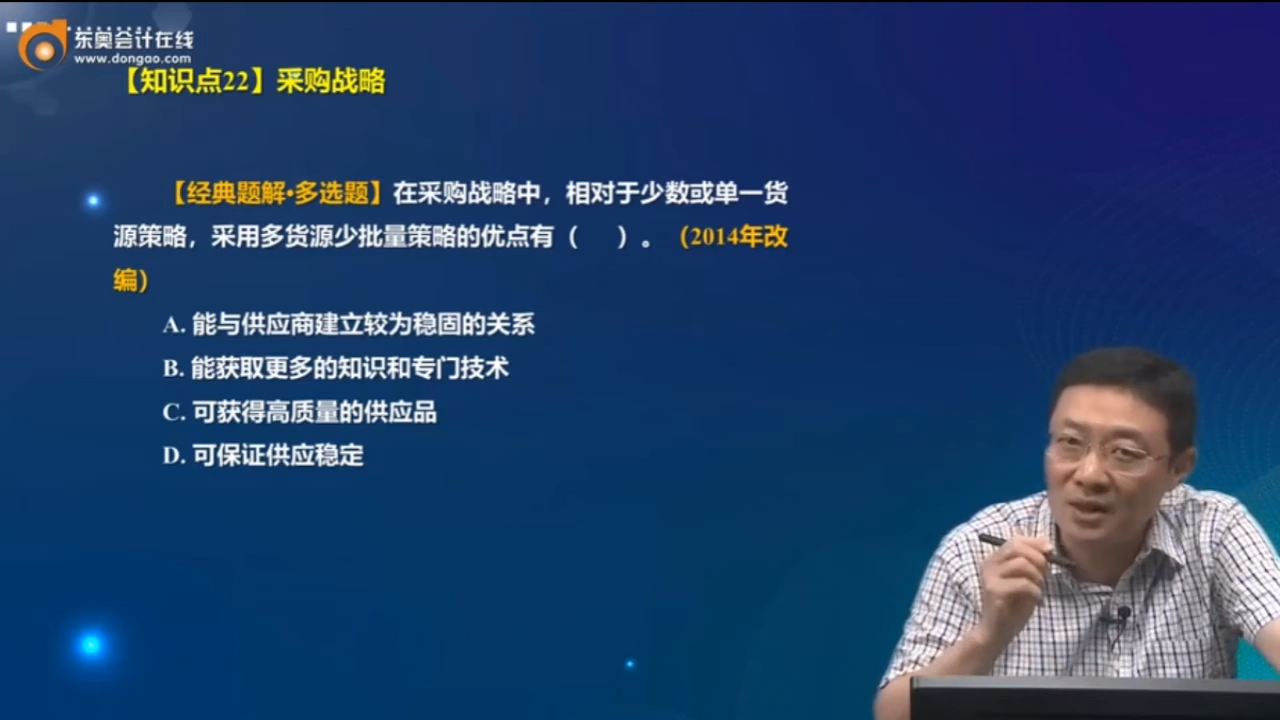 东奥会计在线
www.dongao.com
【知识点22】采购战略
【经典题解·多选题】在采购战略中，相对于少数或单一货
源策略，采用多货源少批量策略的优点有（ ）。（2014年改
编）
A. 能与供应商建立较为稳固的关系
B. 能获取更多的知识和专门技术
C. 可获得高质量的供应品
D. 可保证供应稳定